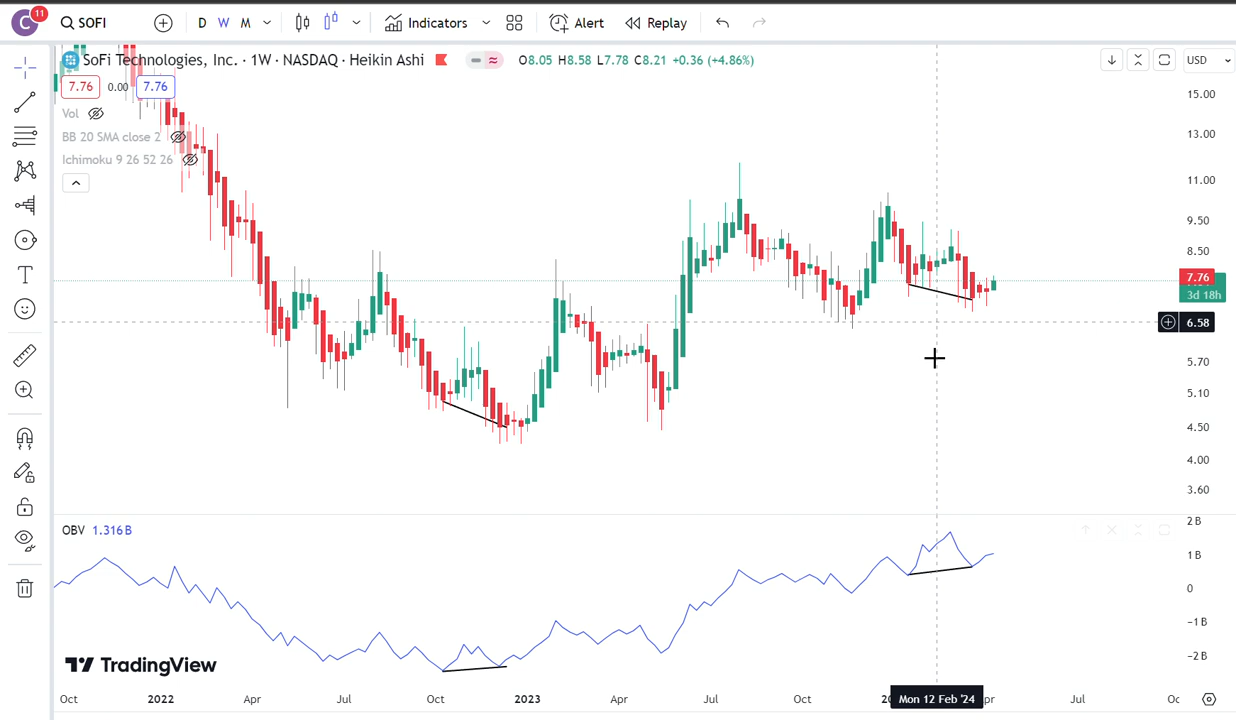 C 11 SOFI D W M Indicators Alert Replay
SoFi Technologies, Inc. · 1W · NASDAQ · Heikin Ashi O8.05 H8.58 L7.78 C8.21 +0.36 (+4.86%) USD
7.76 0.00 7.76
Vol
BB 20 SMA close 2
Ichimoku 9 26 52 26
15.00
13.00
11.00
9.50
8.50
7.76
3d 18h
6.58
5.70
5.10
4.50
4.00
3.60
OBV 1.316B
2B
1B
0
−1B
−2B
TradingView
Oct 2022 Apr Jul Oct 2023 Apr Jul Oct Mon 12 Feb '24 Jul